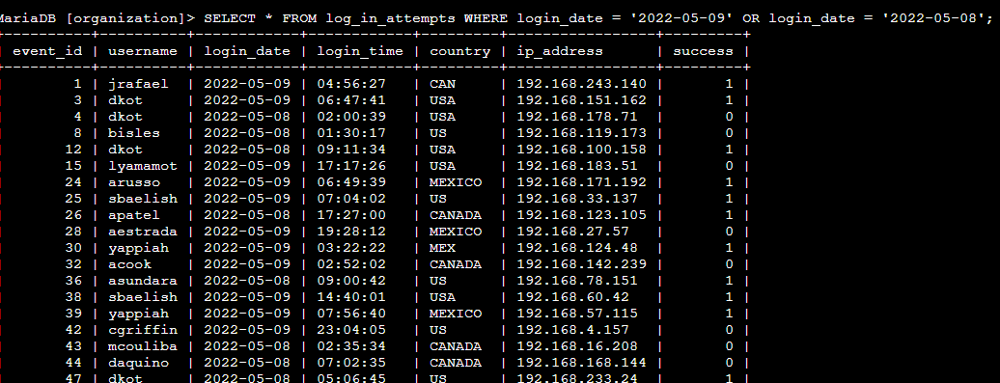 MariaDB [organization]> SELECT * FROM log_in_attempts WHERE login_date = '2022-05-09' OR login_date = '2022-05-08';
+----------+----------+------------+------------+---------+-----------------+---------+
| event_id | username | login_date | login_time | country | ip_address      | success |
+----------+----------+------------+------------+---------+-----------------+---------+
|        1 | jrafael  | 2022-05-09 | 04:56:27   | CAN     | 192.168.243.140 |       1 |
|        3 | dkot     | 2022-05-09 | 06:47:41   | USA     | 192.168.151.162 |       1 |
|        4 | dkot     | 2022-05-08 | 02:00:39   | USA     | 192.168.178.71  |       0 |
|        8 | bisles   | 2022-05-08 | 01:30:17   | US      | 192.168.119.173 |       0 |
|       12 | dkot     | 2022-05-08 | 09:11:34   | USA     | 192.168.100.158 |       1 |
|       15 | lyamamot | 2022-05-09 | 17:17:26   | USA     | 192.168.183.51  |       0 |
|       24 | arusso   | 2022-05-09 | 06:49:39   | MEXICO  | 192.168.171.192 |       1 |
|       25 | sbaelish | 2022-05-09 | 07:04:02   | US      | 192.168.33.137  |       1 |
|       26 | apatel   | 2022-05-08 | 17:27:00   | CANADA  | 192.168.123.105 |       1 |
|       28 | aestrada | 2022-05-09 | 19:28:12   | MEXICO  | 192.168.27.57   |       0 |
|       30 | yappiah  | 2022-05-09 | 03:22:22   | MEX     | 192.168.124.48  |       1 |
|       32 | acook    | 2022-05-09 | 02:52:02   | CANADA  | 192.168.142.239 |       0 |
|       36 | asundara | 2022-05-08 | 09:00:42   | US      | 192.168.78.151  |       1 |
|       38 | sbaelish | 2022-05-09 | 14:40:01   | USA     | 192.168.60.42   |       1 |
|       39 | yappiah  | 2022-05-09 | 07:56:40   | MEXICO  | 192.168.57.115  |       1 |
|       42 | cgriffin | 2022-05-09 | 23:04:05   | US      | 192.168.4.157   |       0 |
|       43 | mcouliba | 2022-05-08 | 02:35:34   | CANADA  | 192.168.16.208  |       0 |
|       44 | daquino  | 2022-05-08 | 07:02:35   | CANADA  | 192.168.168.144 |       0 |
|       47 | dkot     | 2022-05-08 | 05:06:45   | US      | 192.168.233.24  |       1 |